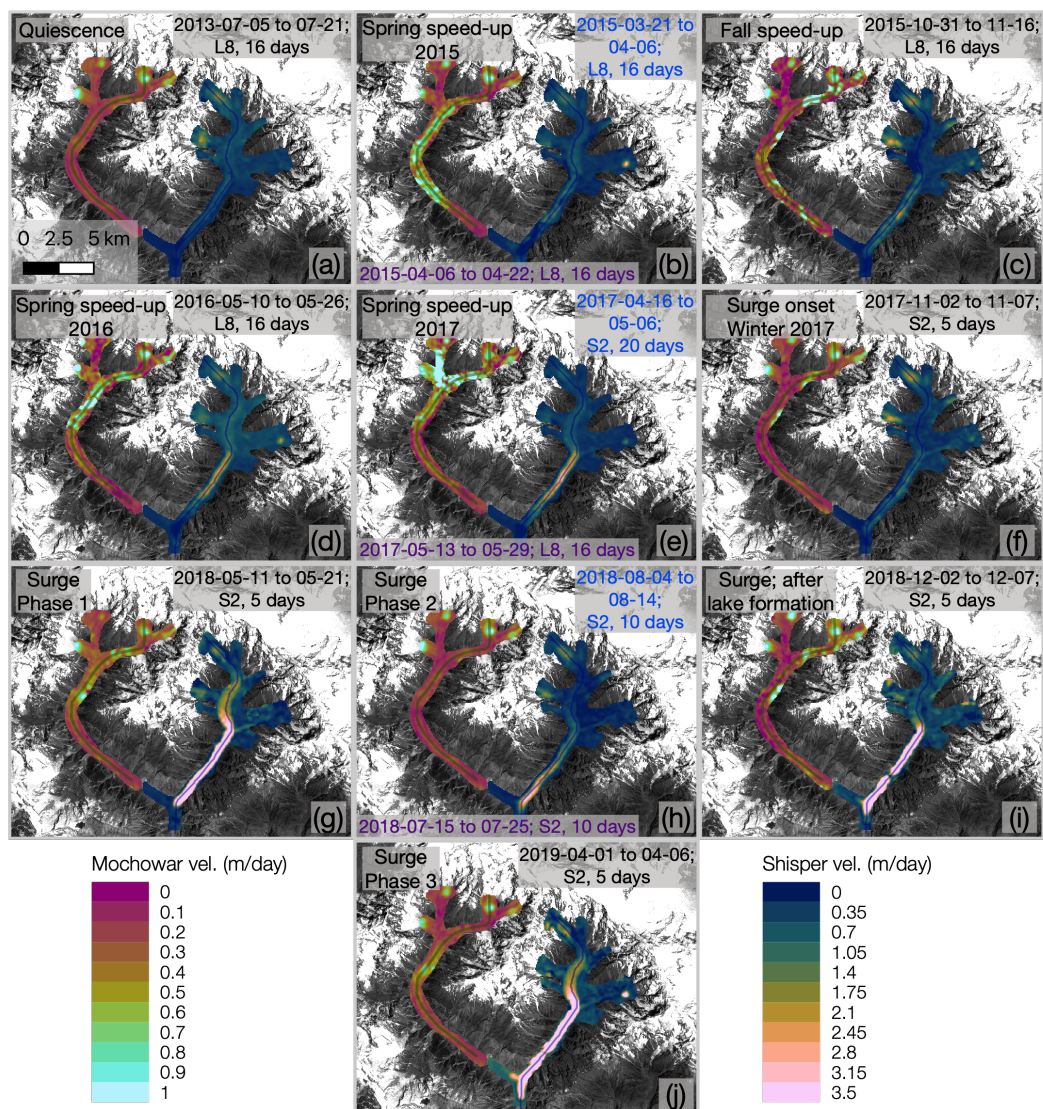 Quiescence
2013-07-05 to 07-21;
L8, 16 days
0 2.5 5 km
(a)
Spring speed-up
2015
2015-03-21 to
04-06;
L8, 16 days
2015-04-06 to 04-22; L8, 16 days
(b)
Fall speed-up
2015-10-31 to 11-16;
L8, 16 days
(c)
Spring speed-up
2016
2016-05-10 to 05-26;
L8, 16 days
(d)
Spring speed-up
2017
2017-04-16 to
05-06;
S2, 20 days
2017-05-13 to 05-29; L8, 16 days
(e)
Surge onset
Winter 2017
2017-11-02 to 11-07;
S2, 5 days
(f)
Surge
Phase 1
2018-05-11 to 05-21;
S2, 5 days
(g)
Surge
Phase 2
2018-08-04 to
08-14;
S2, 10 days
2018-07-15 to 07-25; S2, 10 days
(h)
Surge; after
lake formation
2018-12-02 to 12-07;
S2, 5 days
(i)
Surge
Phase 3
2019-04-01 to 04-06;
S2, 5 days
(j)
Mochowar vel. (m/day)
0
0.1
0.2
0.3
0.4
0.5
0.6
0.7
0.8
0.9
1
Shisper vel. (m/day)
0
0.35
0.7
1.05
1.4
1.75
2.1
2.45
2.8
3.15
3.5